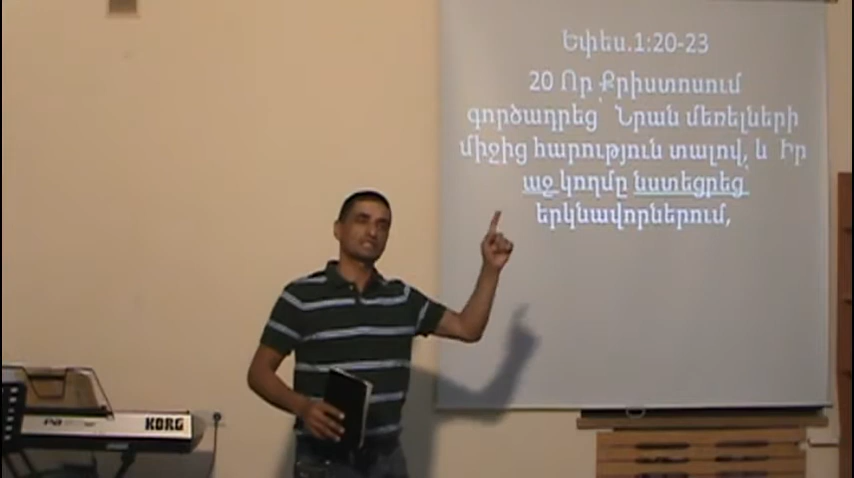 Եփես.1:20-23
20 Որ Քրիստոսում
գործադրեց՝ Նրան մեռելների
միջից հարություն տալով, և Իր
աջ կողմը նստեցրեց՝
երկնավորներում,
KORG